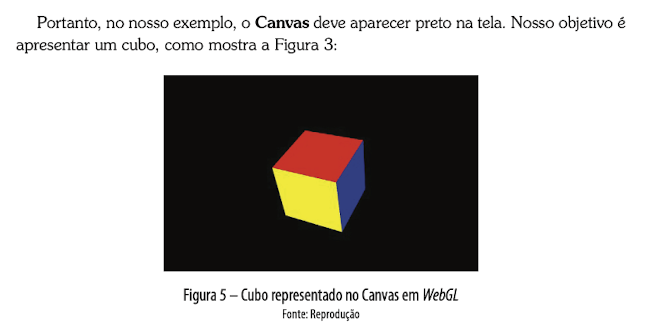 Portanto, no nosso exemplo, o Canvas deve aparecer preto na tela. Nosso objetivo é
apresentar um cubo, como mostra a Figura 3:
Figura 5 – Cubo representado no Canvas em WebGL
Fonte: Reprodução